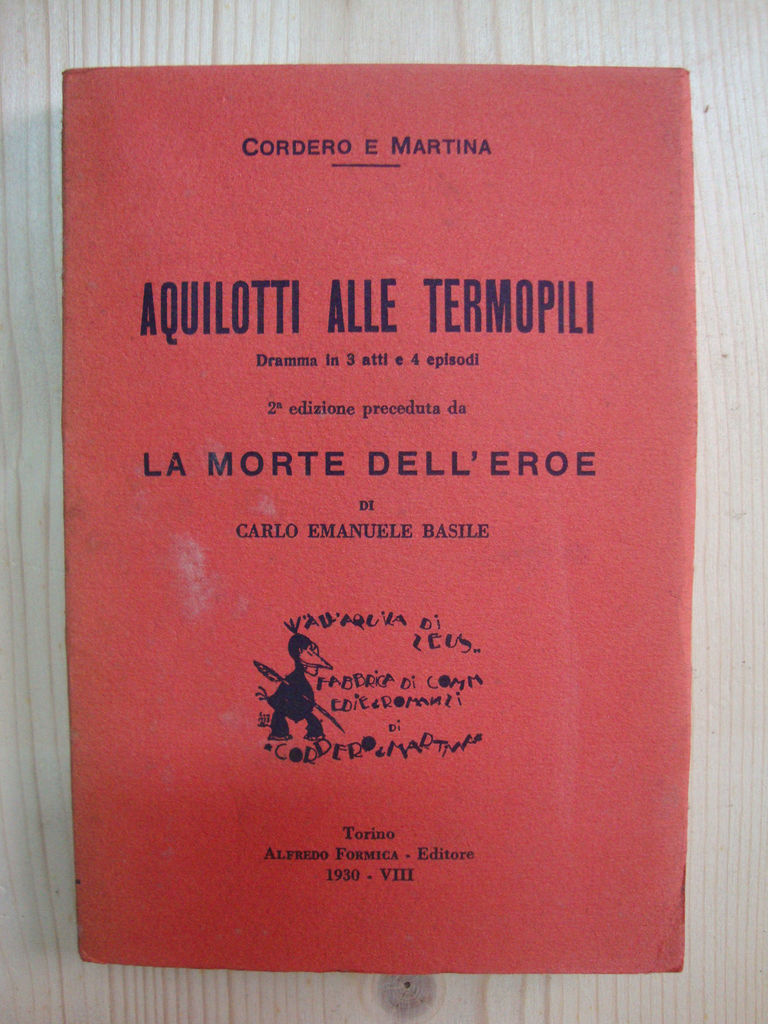 CORDERO E MARTINA
AQUILOTTI ALLE TERMOPILI
Dramma in 3 atti e 4 episodi
2ª edizione preceduta da
LA MORTE DELL'EROE
DI
CARLO EMANUELE BASILE
ALL'AQUILA DI
ZEUS..
FABBRICA DI COMM
EDIE & ROMANZI
DI
"CORDERO & MARTINA"
Torino
ALFREDO FORMICA - Editore
1930 - VIII